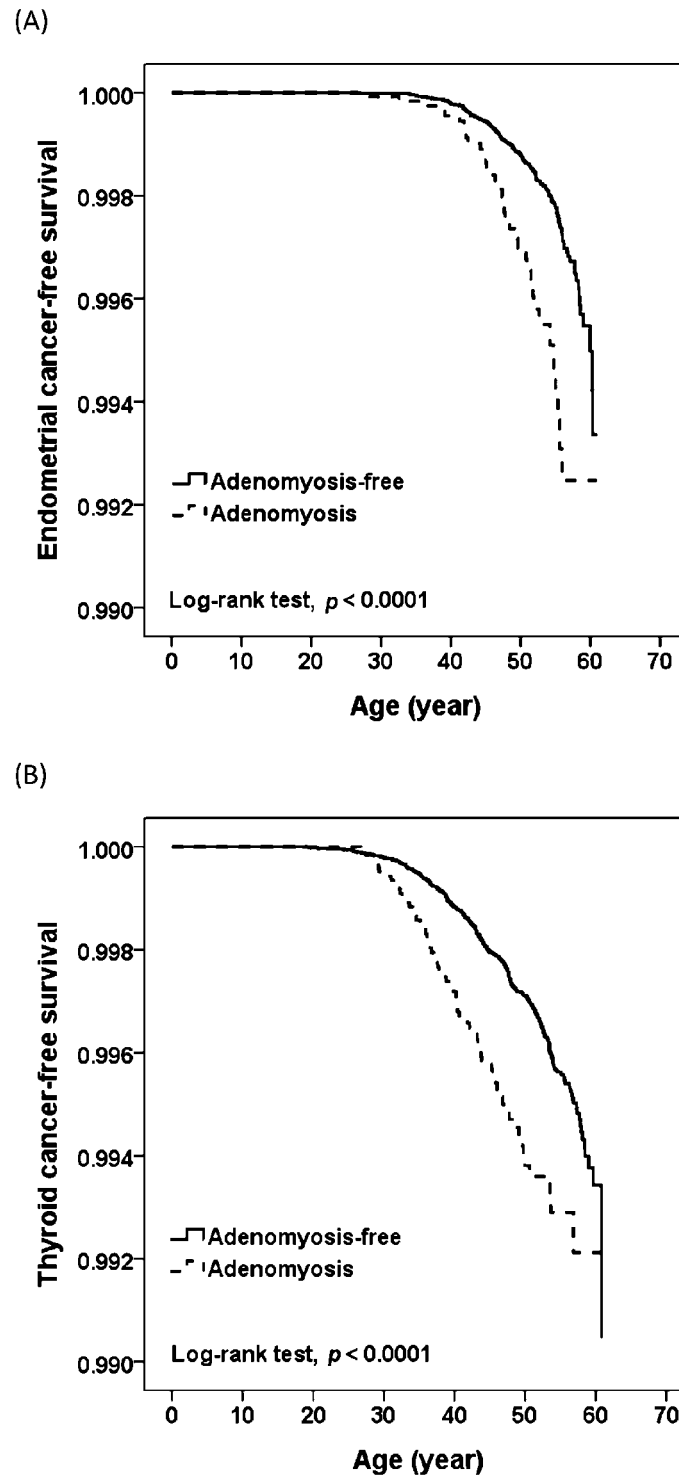 (A)
Endometrial cancer-free survival
1.000
0.998
0.996
0.994
0.992
0.990
Adenomyosis-free
Adenomyosis
Log-rank test, p < 0.0001
0 10 20 30 40 50 60 70
Age (year)
(B)
Thyroid cancer-free survival
1.000
0.998
0.996
0.994
0.992
0.990
Adenomyosis-free
Adenomyosis
Log-rank test, p < 0.0001
0 10 20 30 40 50 60 70
Age (year)